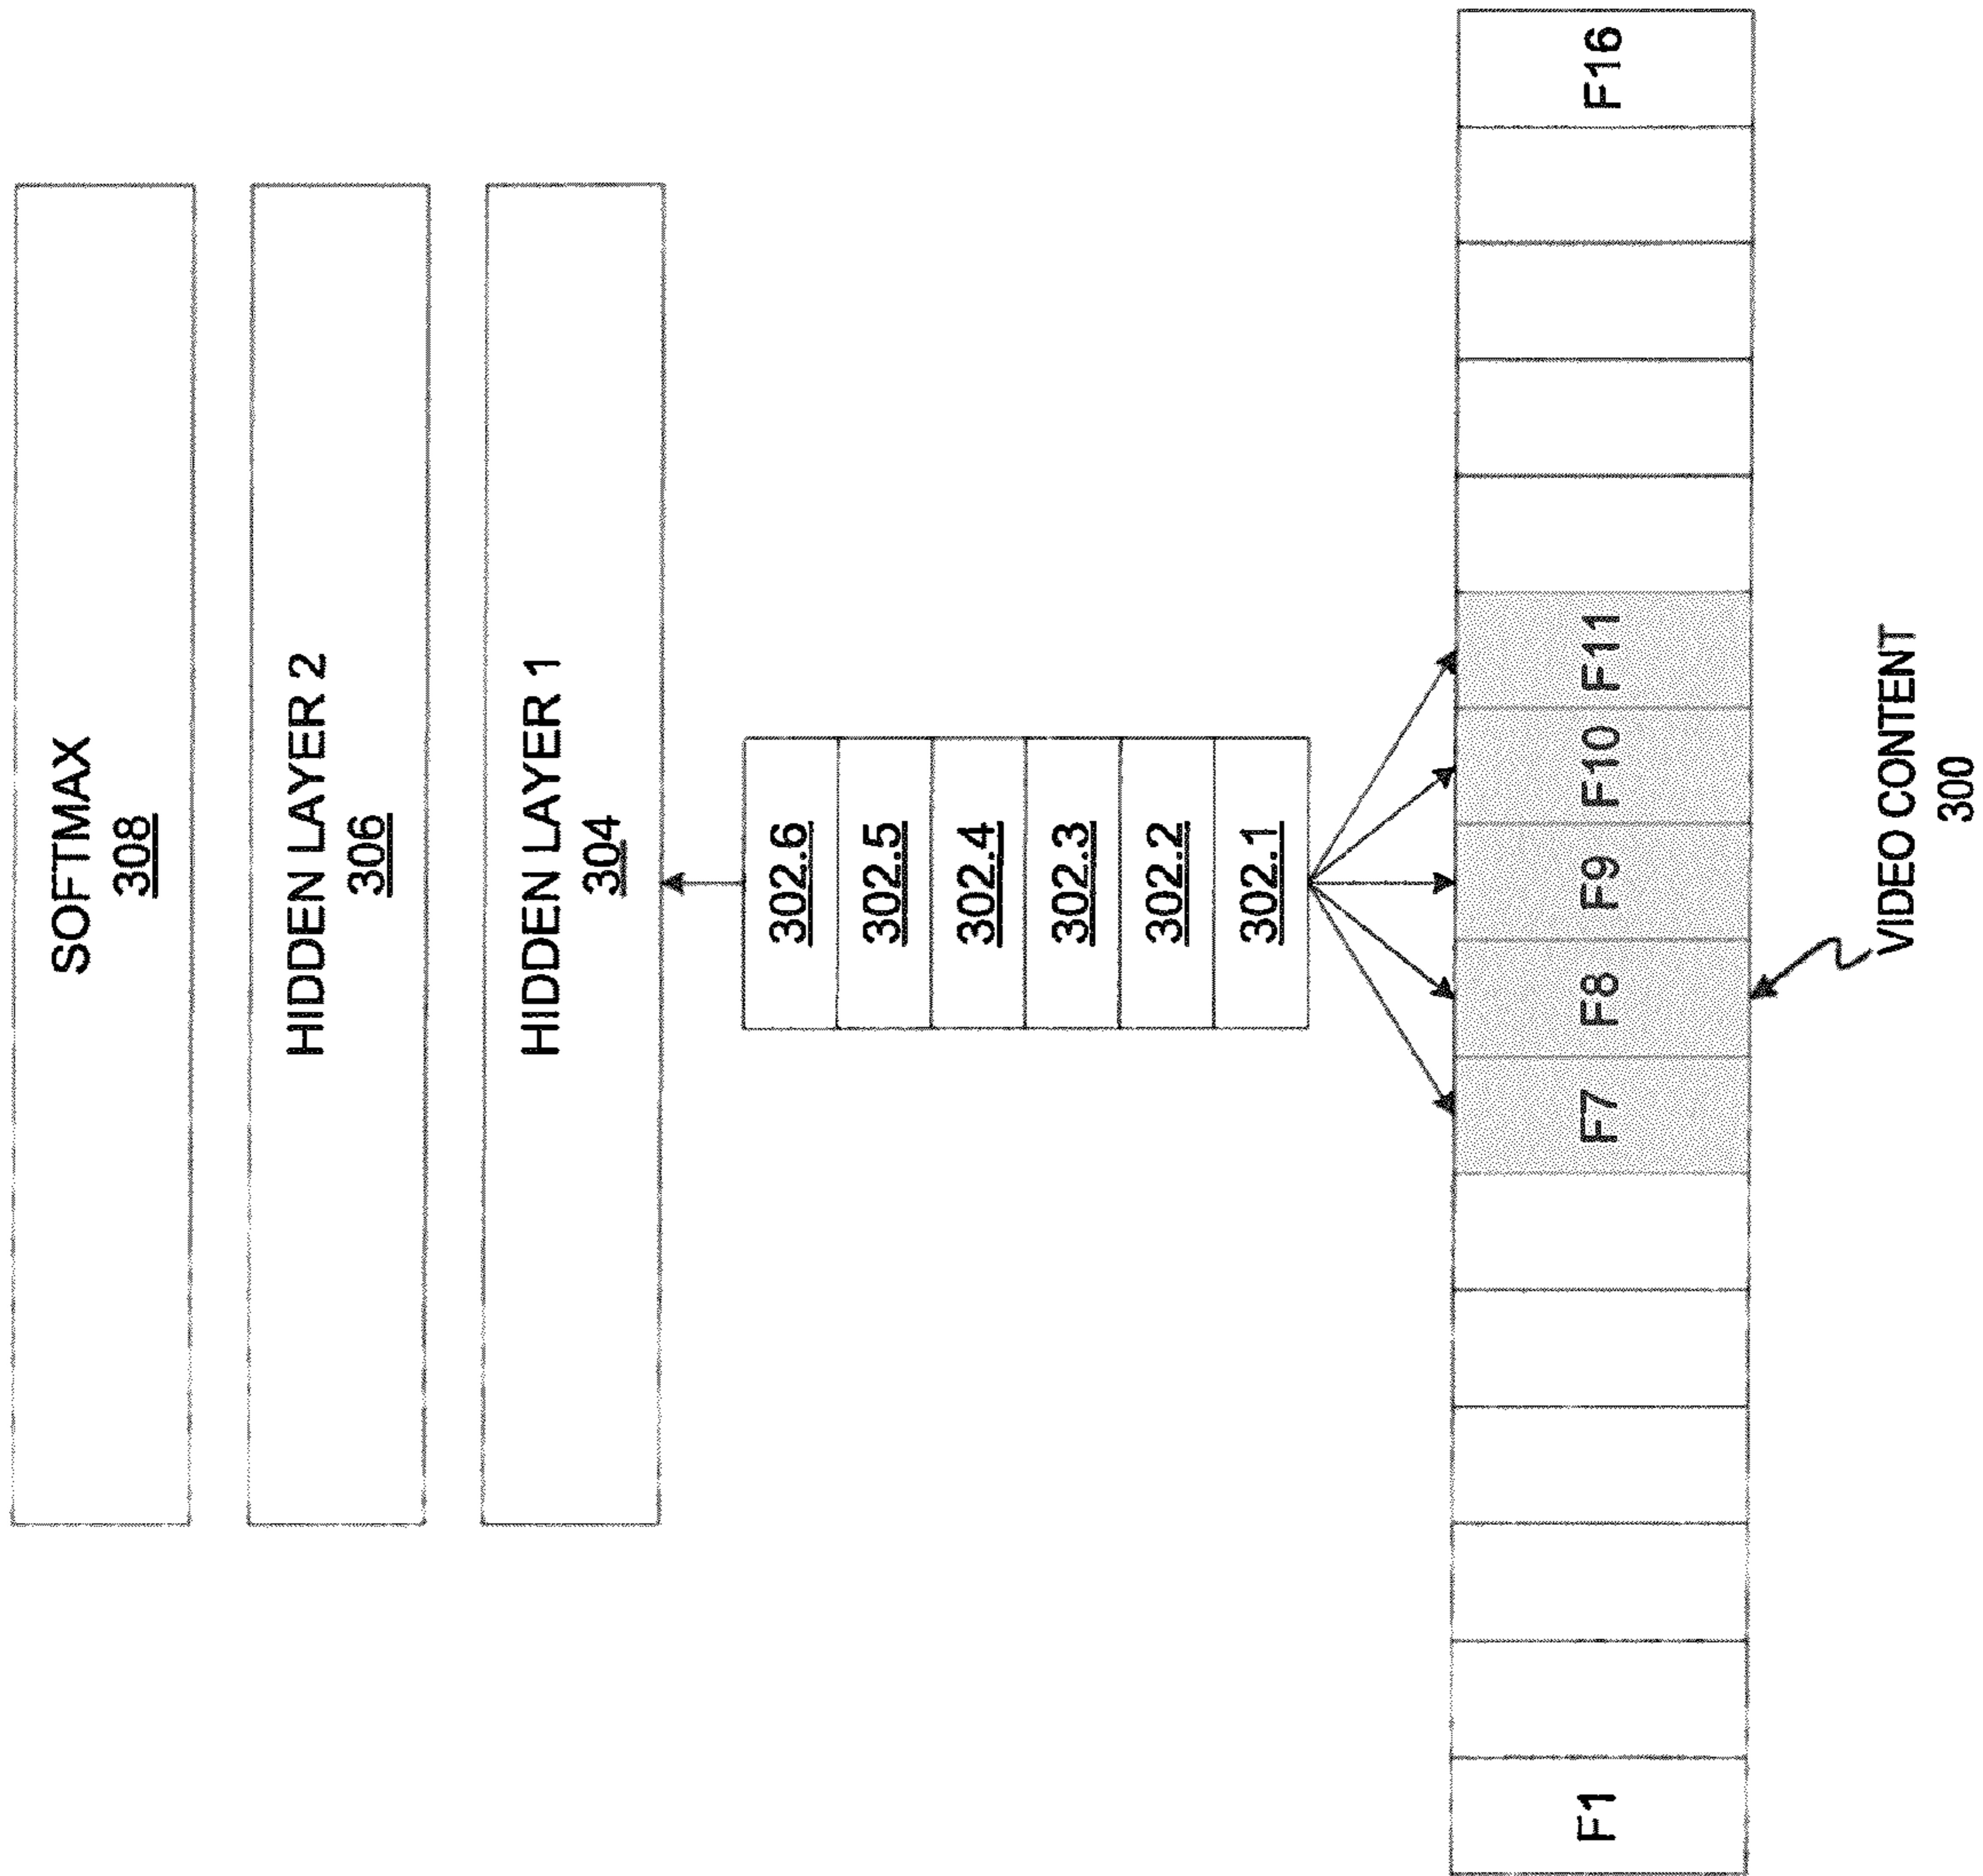 SOFTMAX
308
HIDDEN LAYER 2
306
HIDDEN LAYER 1
304
302.6
302.5
302.4
302.3
302.2
302.1
F1
F7
F8
F9
F10
F11
F16
VIDEO CONTENT
300